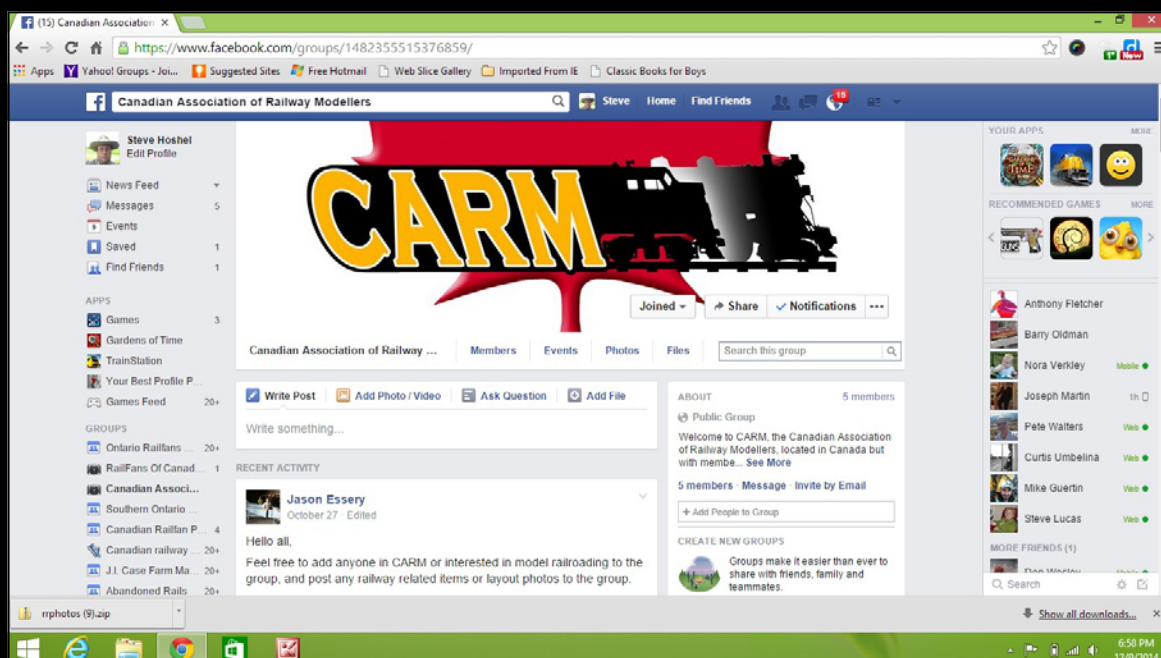 (15) Canadian Association
https://www.facebook.com/groups/1482355515376859/
New
Apps Yahoo! Groups - Joi... Suggested Sites Free Hotmail Web Slice Gallery Imported From IE Classic Books for Boys
Canadian Association of Railway Modellers
Steve Home Find Friends 15
Steve Hoshel
Edit Profile
News Feed
Messages 5
Events
Saved 1
Find Friends 1
APPS
Games 3
Gardens of Time
TrainStation
Your Best Profile P...
Games Feed 20+
GROUPS
Ontario Railfans ... 20+
RailFans Of Canad... 1
Canadian Associ...
Southern Ontario ...
Canadian Railfan P... 4
Canadian railway ... 20+
J.I. Case Farm Ma... 20+
Abandoned Rails 20+
CARM
Joined Share Notifications ...
Canadian Association of Railway ... Members Events Photos Files Search this group
Write Post Add Photo / Video Ask Question Add File
Write something...
RECENT ACTIVITY
Jason Essery
October 27 · Edited
Hello all,
Feel free to add anyone in CARM or interested in model railroading to the
group, and post any railway related items or layout photos to the group.
ABOUT 5 members
Public Group
Welcome to CARM, the Canadian Association
of Railway Modellers, located in Canada but
with membe... See More
5 members · Message · Invite by Email
+ Add People to Group
CREATE NEW GROUPS
Groups make it easier than ever to
share with friends, family and
teammates.
YOUR APPS MORE
RECOMMENDED GAMES MORE
Anthony Fletcher
Barry Oldman
Nora Verkley Mobile
Joseph Martin 1h
Pete Walters Web
Curtis Umbelina Web
Mike Guertin Web
Steve Lucas Web
MORE FRIENDS (1)
Don Wesley Mobile
Search
rrphotos (9).zip
Show all downloads...
6:58 PM
12/9/2014